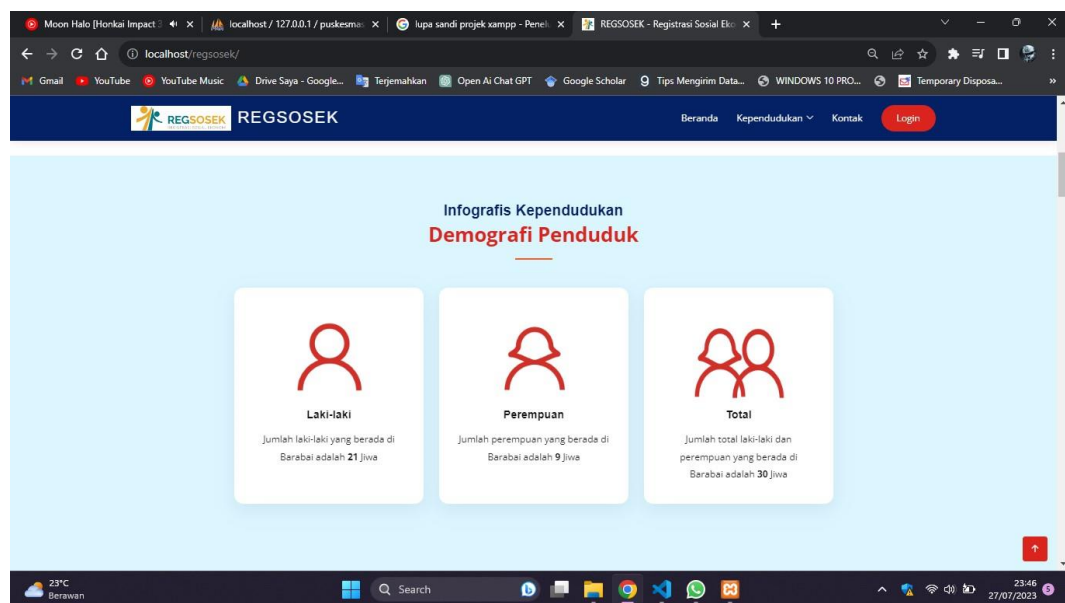 Moon Halo [Honkai Impact 3
localhost / 127.0.0.1 / puskesmas
lupa sandi projek xampp - Penelu
REGSOSEK - Registrasi Sosial Eko
localhost/regsosek/
Gmail
YouTube
YouTube Music
Drive Saya - Google...
Terjemahkan
Open Ai Chat GPT
Google Scholar
Tips Mengirim Data...
WINDOWS 10 PRO...
Temporary Disposa...
»
REGSOSEK
REGSOSEK
Beranda
Kependudukan
Kontak
Login
Infografis Kependudukan
Demografi Penduduk
Laki-laki
Jumlah laki-laki yang berada di
Barabai adalah 21 Jiwa
Perempuan
Jumlah perempuan yang berada di
Barabai adalah 9 Jiwa
Total
Jumlah total laki-laki dan
perempuan yang berada di
Barabai adalah 30 Jiwa
23°C
Berawan
Search
23:46
27/07/2023
5